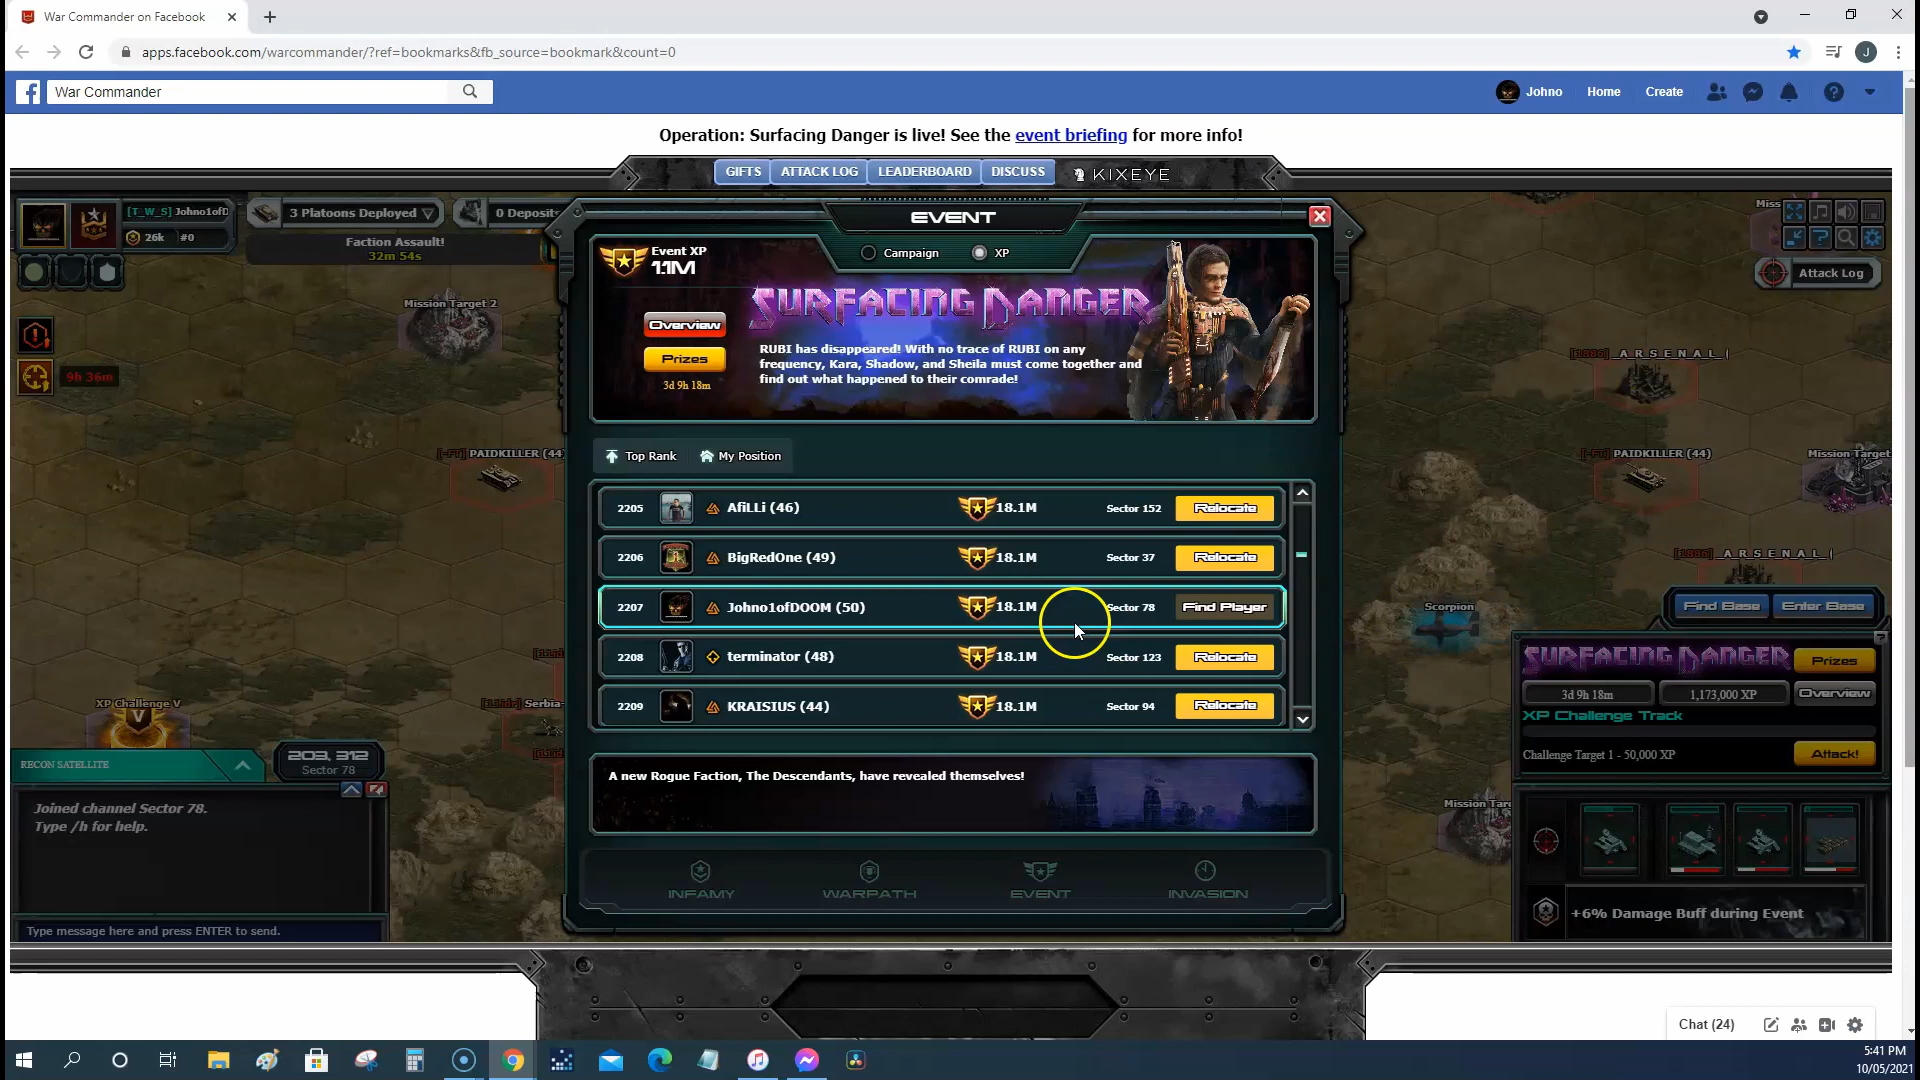 War Commander on Facebook
apps.facebook.com/warcommander/?ref=bookmarks&fb_source=bookmark&count=0
J
War Commander
Johno
Home
Create
Operation: Surfacing Danger is live! See the event briefing for more info!
GIFTS
ATTACK LOG
LEADERBOARD
DISCUSS
KIXEYE
[T_W_S] Johno1ofD
26k
#0
3 Platoons Deployed
0 Deposit
Faction Assault!
32m 54s
EVENT
Campaign
XP
Event XP
1.1M
SURFACING DANGER
Overview
Prizes
3d 9h 18m
RUBI has disappeared! With no trace of RUBI on any
frequency, Kara, Shadow, and Sheila must come together and
find out what happened to their comrade!
Miss
Attack Log
Mission Target 2
9h 36m
[-FT] PAIDKILLER (44)
_A_R_S_E_N_A_L_(
[-FT] PAIDKILLER (44)
Mission Target
_A_R_S_E_N_A_L_(
Top Rank
My Position
2205
AfiLLi (46)
18.1M
Sector 152
Relocate
2206
BigRedOne (49)
18.1M
Sector 37
Relocate
2207
Johno1ofDOOM (50)
18.1M
Sector 78
Find Player
2208
terminator (48)
18.1M
Sector 123
Relocate
2209
KRAISIUS (44)
18.1M
Sector 94
Relocate
A new Rogue Faction, The Descendants, have revealed themselves!
INFAMY
WARPATH
EVENT
INVASION
XP Challenge V
V
Serbia-
RECON SATELLITE
203, 312
Sector 78
Joined channel Sector 78.
Type /h for help.
Type message here and press ENTER to send.
Scorpion
Find Base
Enter Base
SURFACING DANGER
Prizes
3d 9h 18m
1,173,000 XP
Overview
XP Challenge Track
Challenge Target 1 - 50,000 XP
Attack!
Mission Targ
+6% Damage Buff during Event
Chat (24)
5:41 PM
10/05/2021